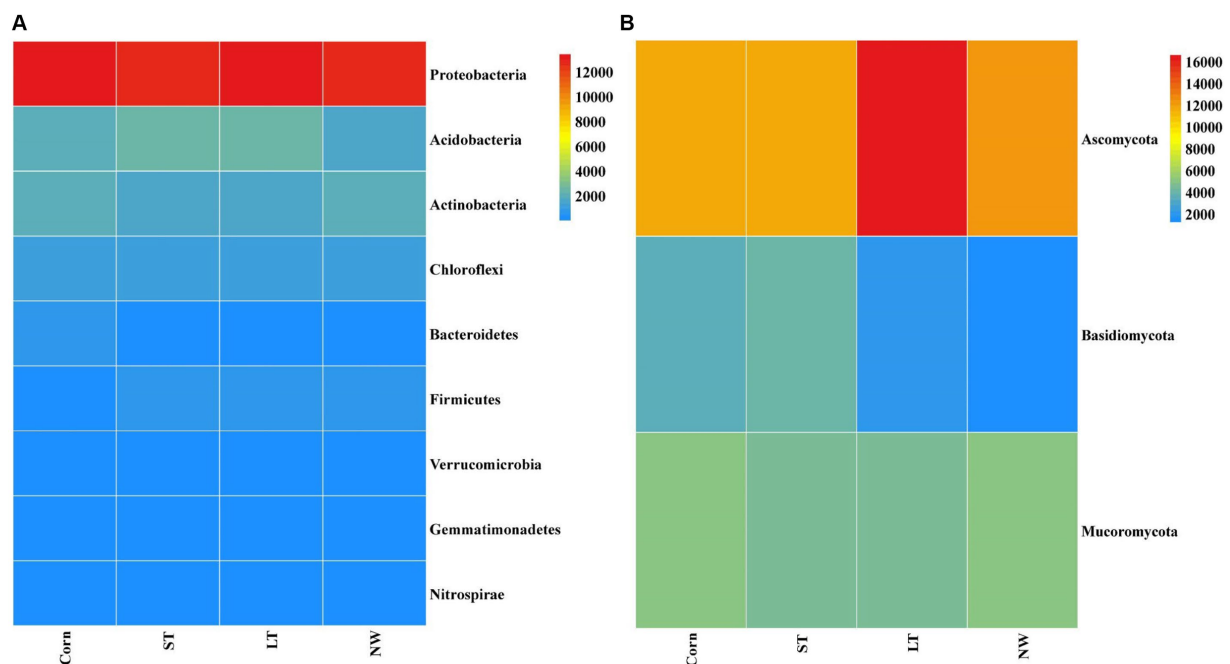 A
Proteobacteria
Acidobacteria
Actinobacteria
Chloroflexi
Bacteroidetes
Firmicutes
Verrucomicrobia
Gemmatimonadetes
Nitrospirae
12000
10000
8000
6000
4000
2000
Corn
ST
LT
NW
B
Ascomycota
Basidiomycota
Mucoromycota
16000
14000
12000
10000
8000
6000
4000
2000
Corn
ST
LT
NW